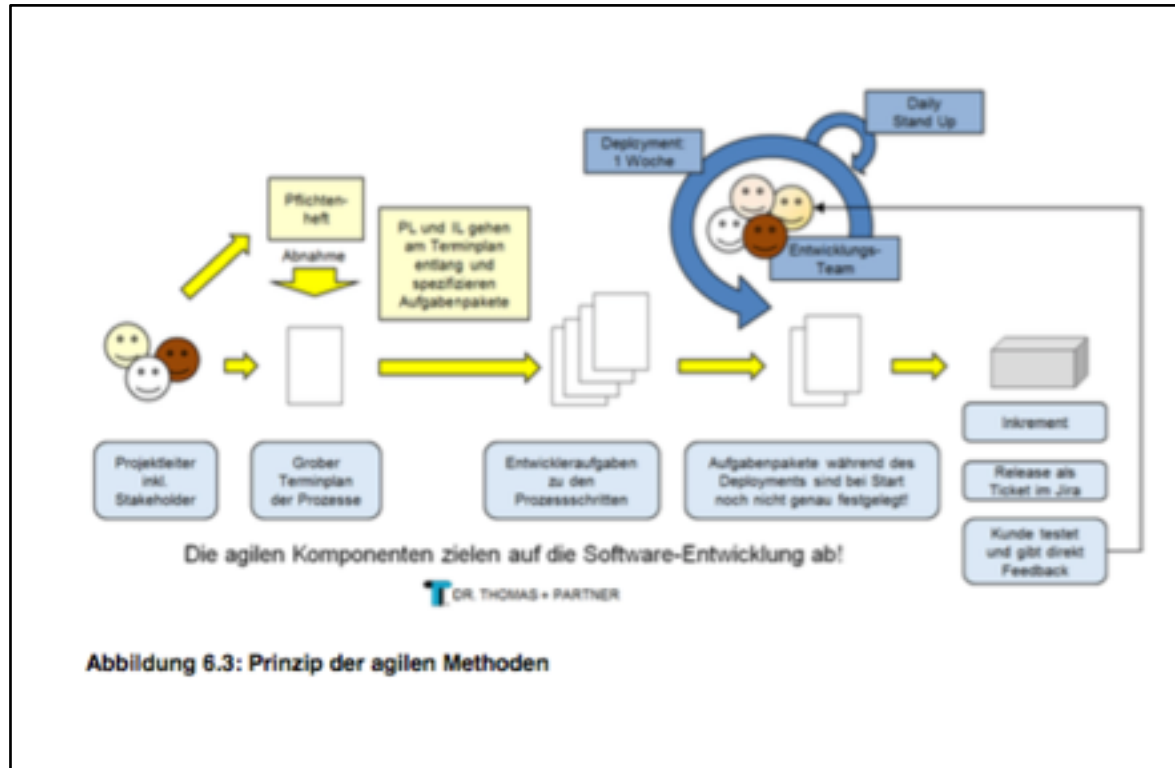 Daily
Stand Up
Deployment:
1 Woche
Pflichten-
heft
Abnahme
PL und IL gehen
am Terminplan
entlang und
spezifizieren
Aufgabenpakete
Entwicklungs-
Team
Projektleiter
inkl.
Stakeholder
Grober
Terminplan
der Prozesse
Entwickleraufgaben
zu den
Prozessschritten
Aufgabenpakete während des
Deployments sind bei Start
noch nicht genau festgelegt!
Inkrement
Release als
Ticket im Jira
Kunde testet
und gibt direkt
Feedback
Die agilen Komponenten zielen auf die Software-Entwicklung ab!
DR. THOMAS + PARTNER
Abbildung 6.3: Prinzip der agilen Methoden